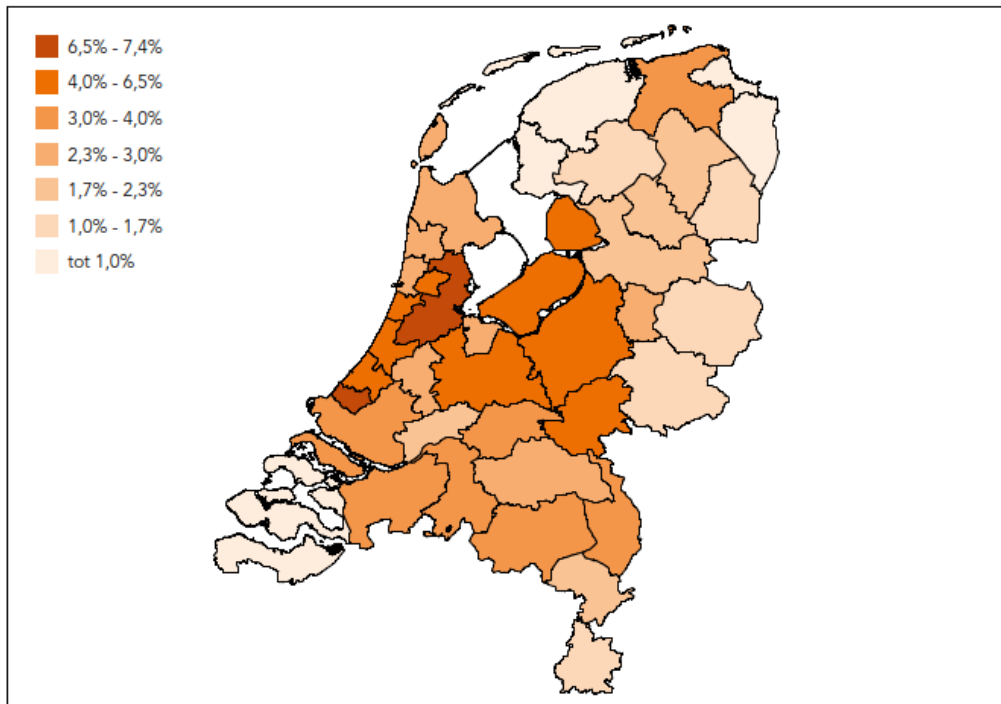 6,5% - 7,4%
4,0% - 6,5%
3,0% - 4,0%
2,3% - 3,0%
1,7% - 2,3%
1,0% - 1,7%
tot 1,0%